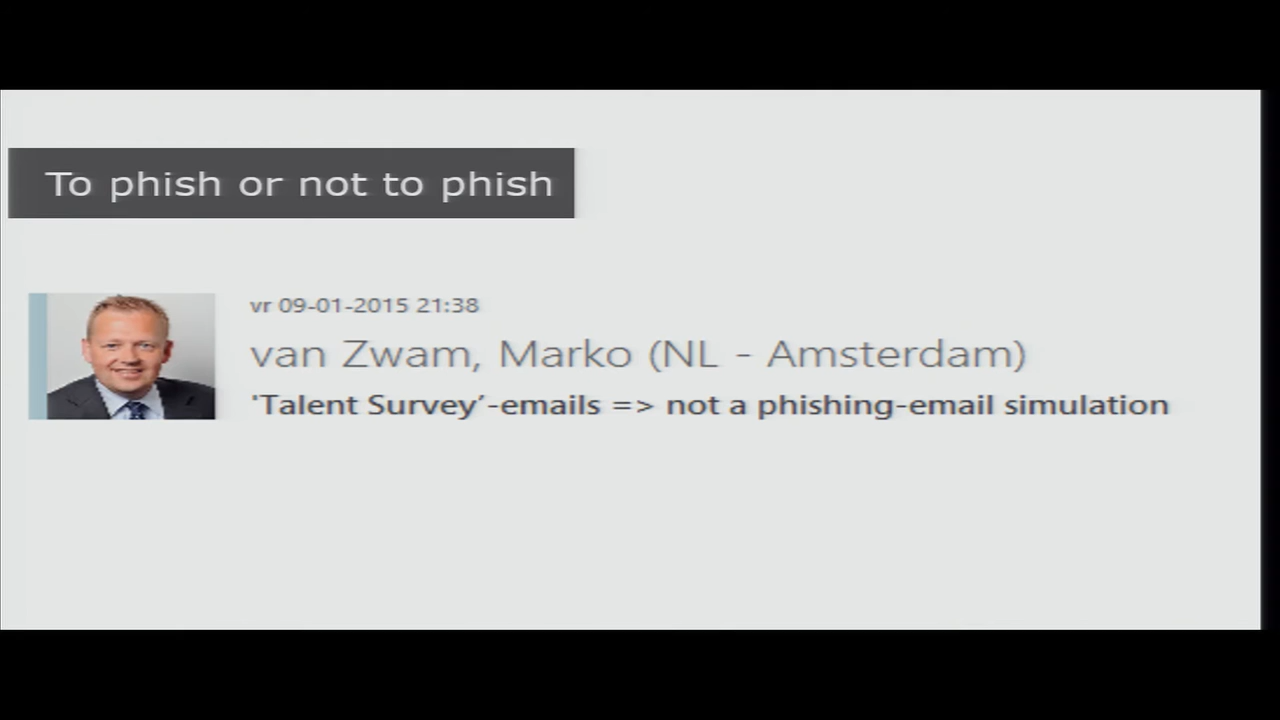 To phish or not to phish
vr 09-01-2015 21:38
van Zwam, Marko (NL - Amsterdam)
'Talent Survey'-emails => not a phishing-email simulation